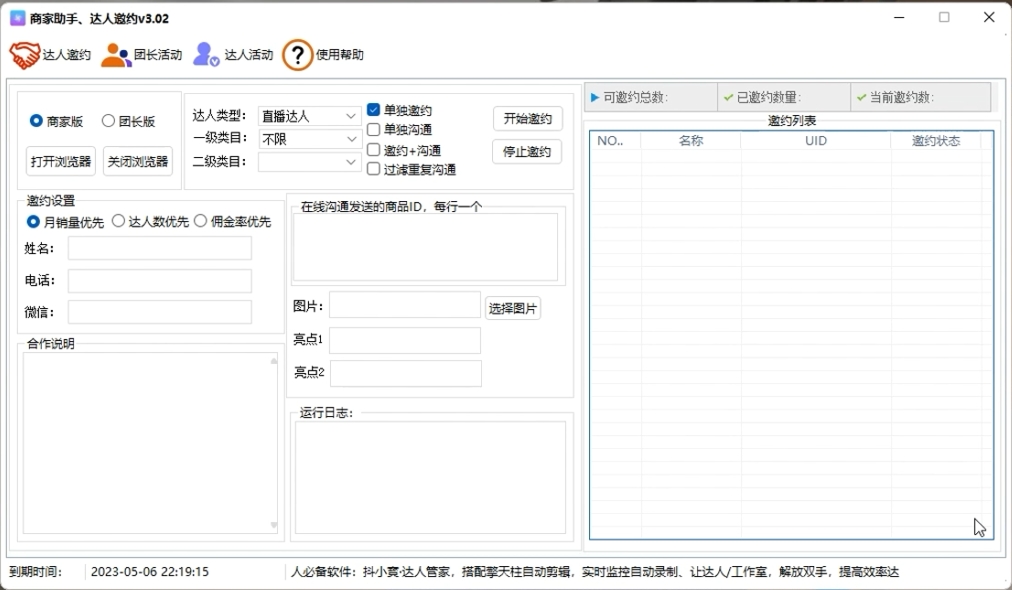 商家助手、达人邀约v3.02
达人邀约 团长活动 达人活动 ? 使用帮助
商家版 团长版
打开浏览器 关闭浏览器
达人类型： 直播达人
一级类目： 不限
二级类目：
单独邀约
单独沟通
邀约+沟通
过滤重复沟通
开始邀约
停止邀约
邀约设置
月销量优先 达人数优先 佣金率优先
姓名：
电话：
微信：
合作说明
在线沟通发送的商品ID，每行一个
图片： 选择图片
亮点1
亮点2
运行日志：
可邀约总数: 已邀约数量: 当前邀约数:
邀约列表
NO.. 名称 UID 邀约状态
到期时间： 2023-05-06 22:19:15 人必备软件：抖小寞·达人管家，搭配擎天柱自动剪辑，实时监控自动录制、让达人/工作室，解放双手，提高效率达